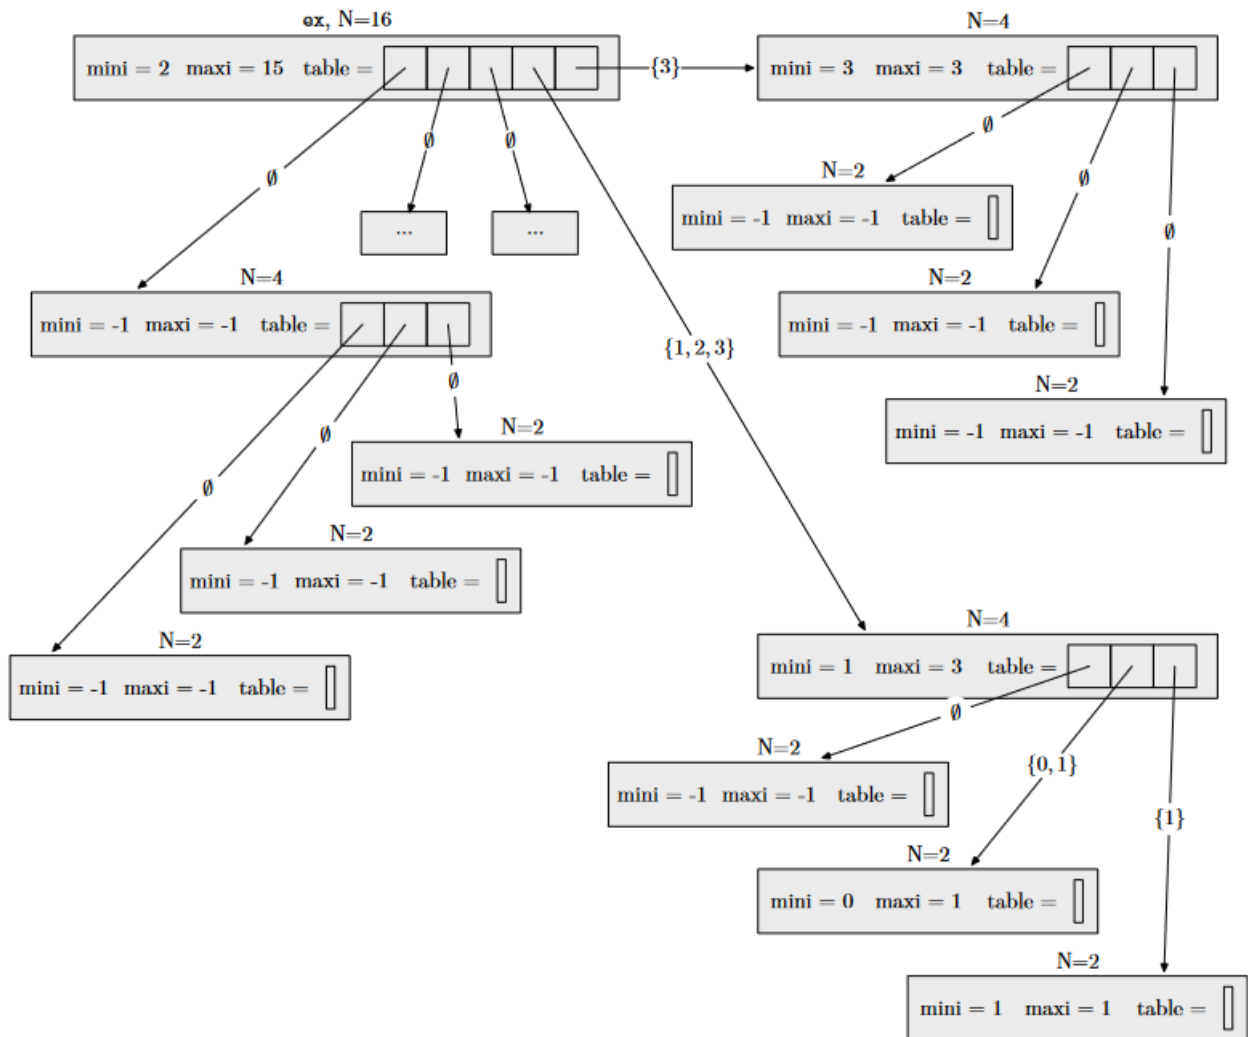 ex, N=16
mini = 2 maxi = 15 table =
{3}
N=4
mini = 3 maxi = 3 table =
∅
∅
∅
∅
N=2
mini = -1 maxi = -1 table =
∅
∅
∅
...
...
N=4
mini = -1 maxi = -1 table =
N=2
mini = -1 maxi = -1 table =
{1, 2, 3}
∅
N=2
mini = -1 maxi = -1 table =
∅
N=2
mini = -1 maxi = -1 table =
∅
N=2
mini = -1 maxi = -1 table =
N=2
mini = -1 maxi = -1 table =
N=4
mini = 1 maxi = 3 table =
∅
N=2
mini = -1 maxi = -1 table =
{0, 1}
{1}
N=2
mini = 0 maxi = 1 table =
N=2
mini = 1 maxi = 1 table =